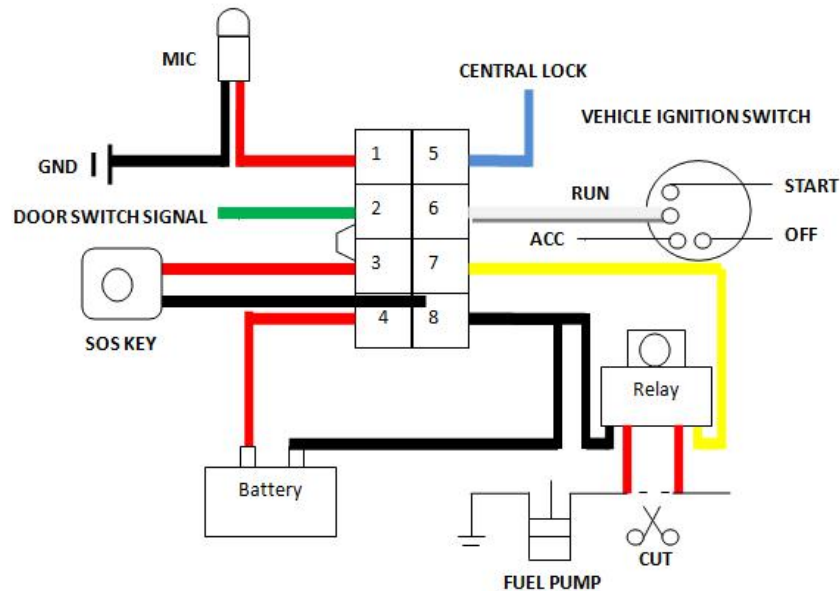 MIC
CENTRAL LOCK
VEHICLE IGNITION SWITCH
GND
1 5
RUN
START
DOOR SWITCH SIGNAL
2 6
ACC
OFF
3 7
SOS KEY
4 8
Relay
Battery
CUT
FUEL PUMP